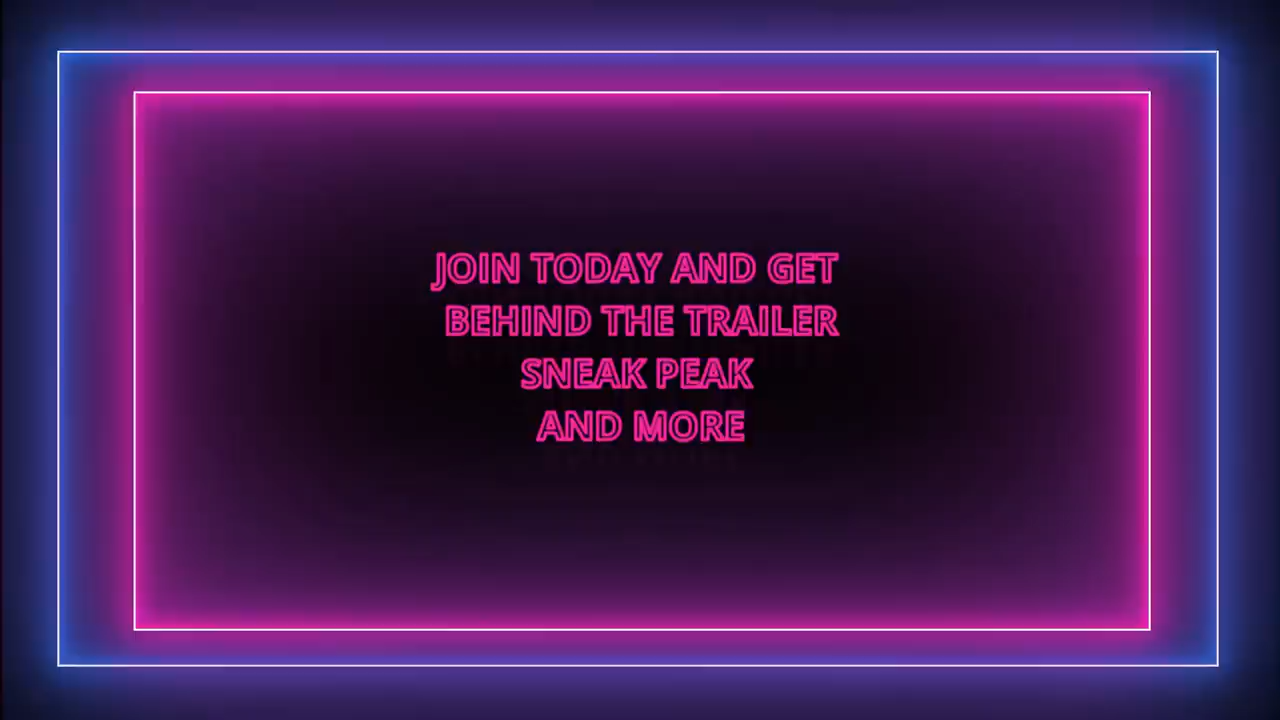 JOIN TODAY AND GET
BEHIND THE TRAILER
SNEAK PEAK
AND MORE